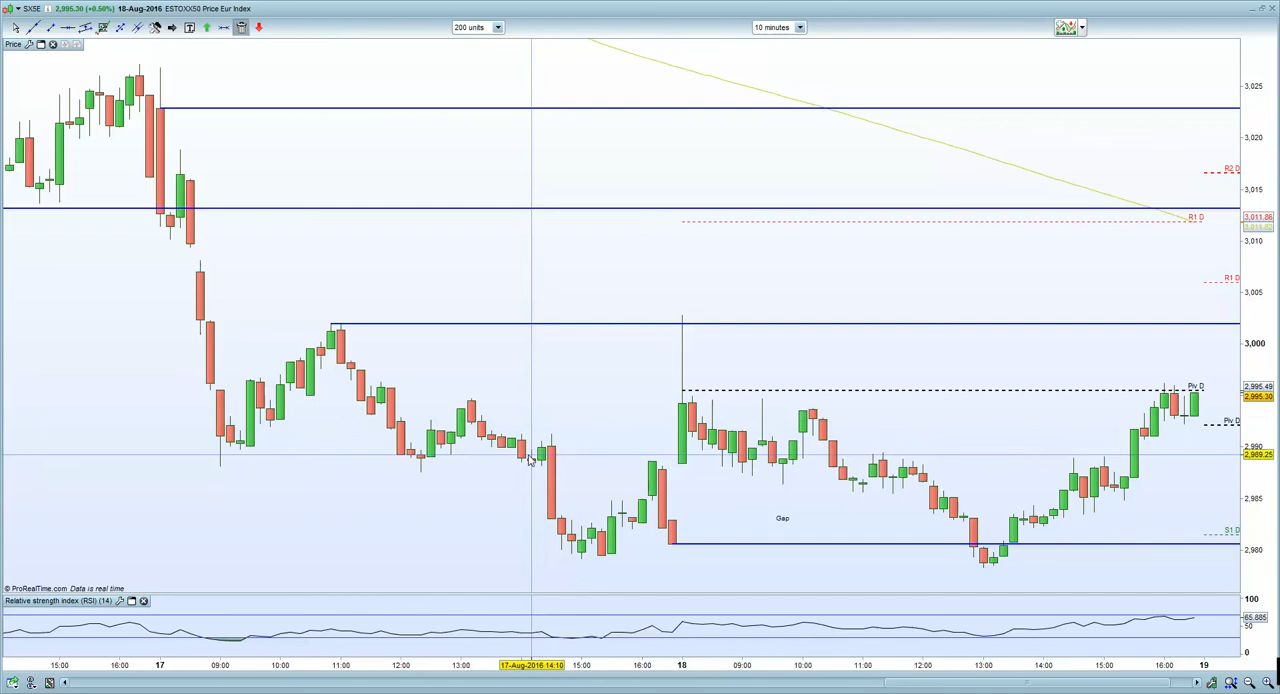 SX5E 2,995.30 (+0.50%) 18-Aug-2016 ESTOXX50 Price Eur Index
200 units
10 minutes
Price
3,025
3,020
R2 D
3,015
R1 D
3,011.86
3,010
R1 D
3,005
3,000
Piv D
2,995.49
2,995.30
Piv D
2,990
2,989.25
2,985
Gap
S1 D
2,980
© ProRealTime.com Data is real time
Relative strength index (RSI) (14)
100
65.885
50
0
15:00 16:00 17 09:00 10:00 11:00 12:00 13:00 17-Aug-2016 14:10 15:00 16:00 18 09:00 10:00 11:00 12:00 13:00 14:00 15:00 16:00 19